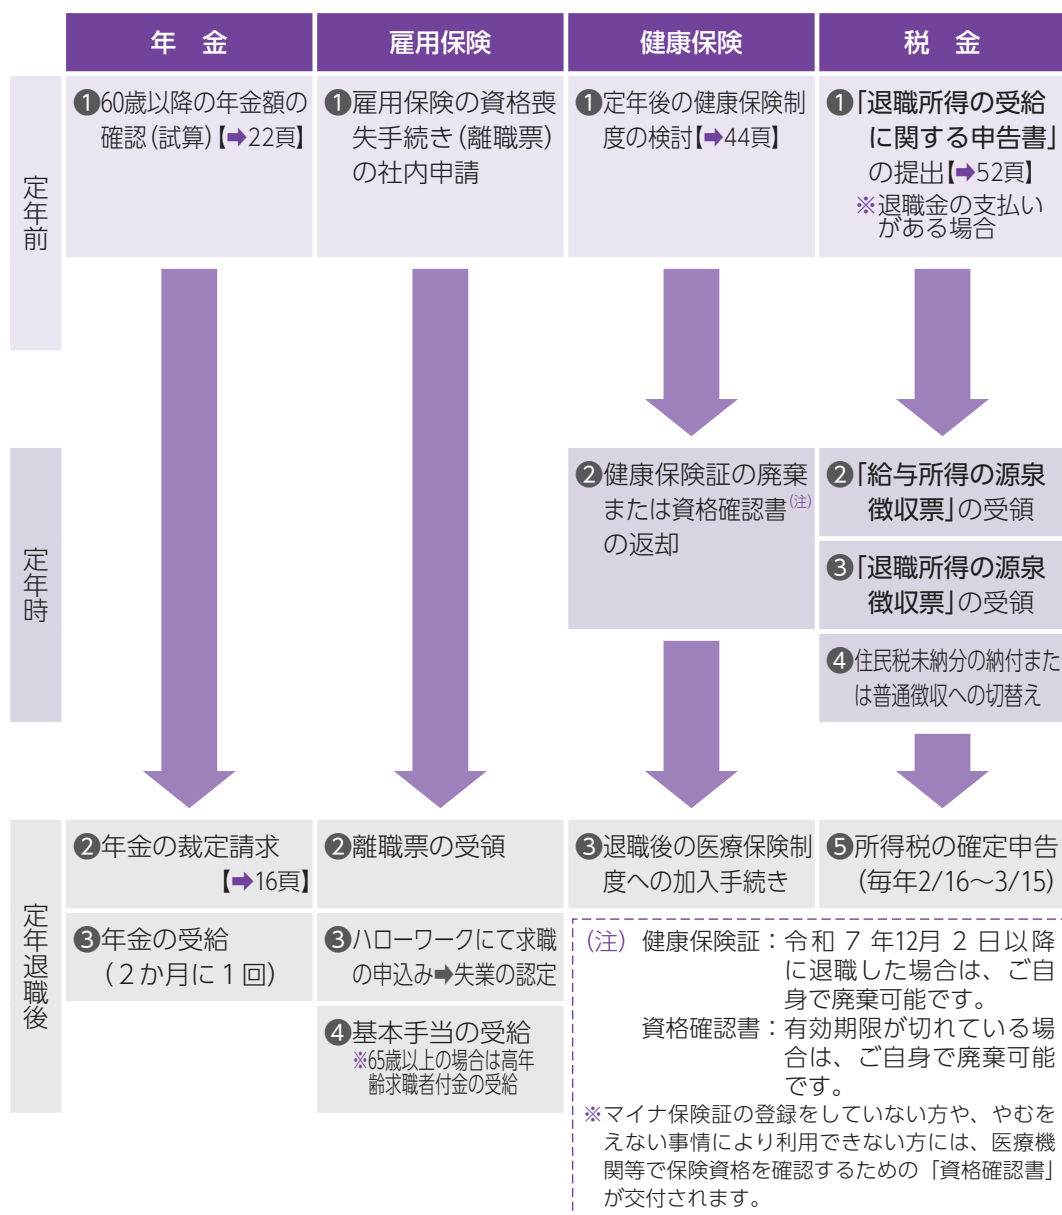 年 金
雇用保険
健康保険
税 金
定年前
❶60歳以降の年金額の
確認(試算)【➡22頁】
❶雇用保険の資格喪
失手続き(離職票)
の社内申請
❶定年後の健康保険制
度の検討【➡44頁】
❶「退職所得の受給
に関する申告書」
の提出【➡52頁】
※退職金の支払い
がある場合
定年時
❷健康保険証の廃棄
または資格確認書(注)
の返却
❷「給与所得の源泉
徴収票」の受領
❸「退職所得の源泉
徴収票」の受領
❹住民税未納分の納付また
は普通徴収への切替え
定年退職後
❷年金の裁定請求
【➡16頁】
❸年金の受給
(2か月に1回)
❷離職票の受領
❸ハローワークにて求職
の申込み➡失業の認定
❹基本手当の受給
※65歳以上の場合は高年
齢求職者付金の受給
❸退職後の医療保険制
度への加入手続き
❺所得税の確定申告
(毎年2/16〜3/15)
(注) 健康保険証:令和7年12月2日以降
に退職した場合は、ご自
身で廃棄可能です。
資格確認書:有効期限が切れている場
合は、ご自身で廃棄可能
です。
※マイナ保険証の登録をしていない方や、やむを
えない事情により利用できない方には、医療機
関等で保険資格を確認するための「資格確認書」
が交付されます。